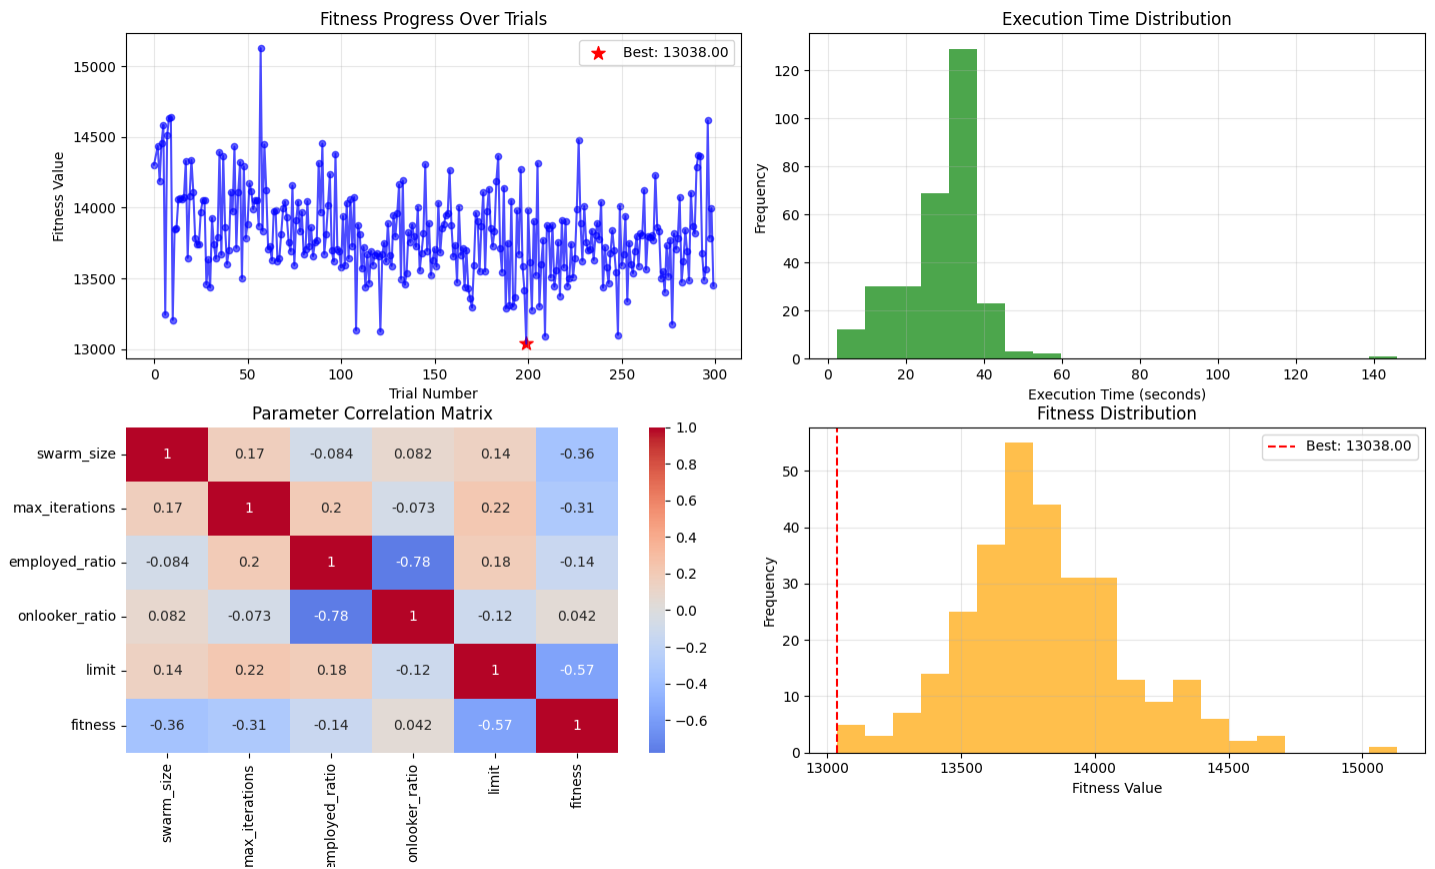 Fitness Progress Over Trials
Best: 13038.00
15000
14500
14000
13500
13000
Fitness Value
0 50 100 150 200 250 300
Trial Number
Execution Time Distribution
120
100
80
60
40
20
0
Frequency
0 20 40 60 80 100 120 140
Execution Time (seconds)
Parameter Correlation Matrix
swarm_size 1 0.17 -0.084 0.082 0.14 -0.36
max_iterations 0.17 1 0.2 -0.073 0.22 -0.31
employed_ratio -0.084 0.2 1 -0.78 0.18 -0.14
onlooker_ratio 0.082 -0.073 -0.78 1 -0.12 0.042
limit 0.14 0.22 0.18 -0.12 1 -0.57
fitness -0.36 -0.31 -0.14 0.042 -0.57 1
swarm_size
max_iterations
employed_ratio
onlooker_ratio
limit
fitness
1.0
0.8
0.6
0.4
0.2
0.0
−0.2
−0.4
−0.6
Fitness Distribution
Best: 13038.00
50
40
30
20
10
0
Frequency
13000 13500 14000 14500 15000
Fitness Value